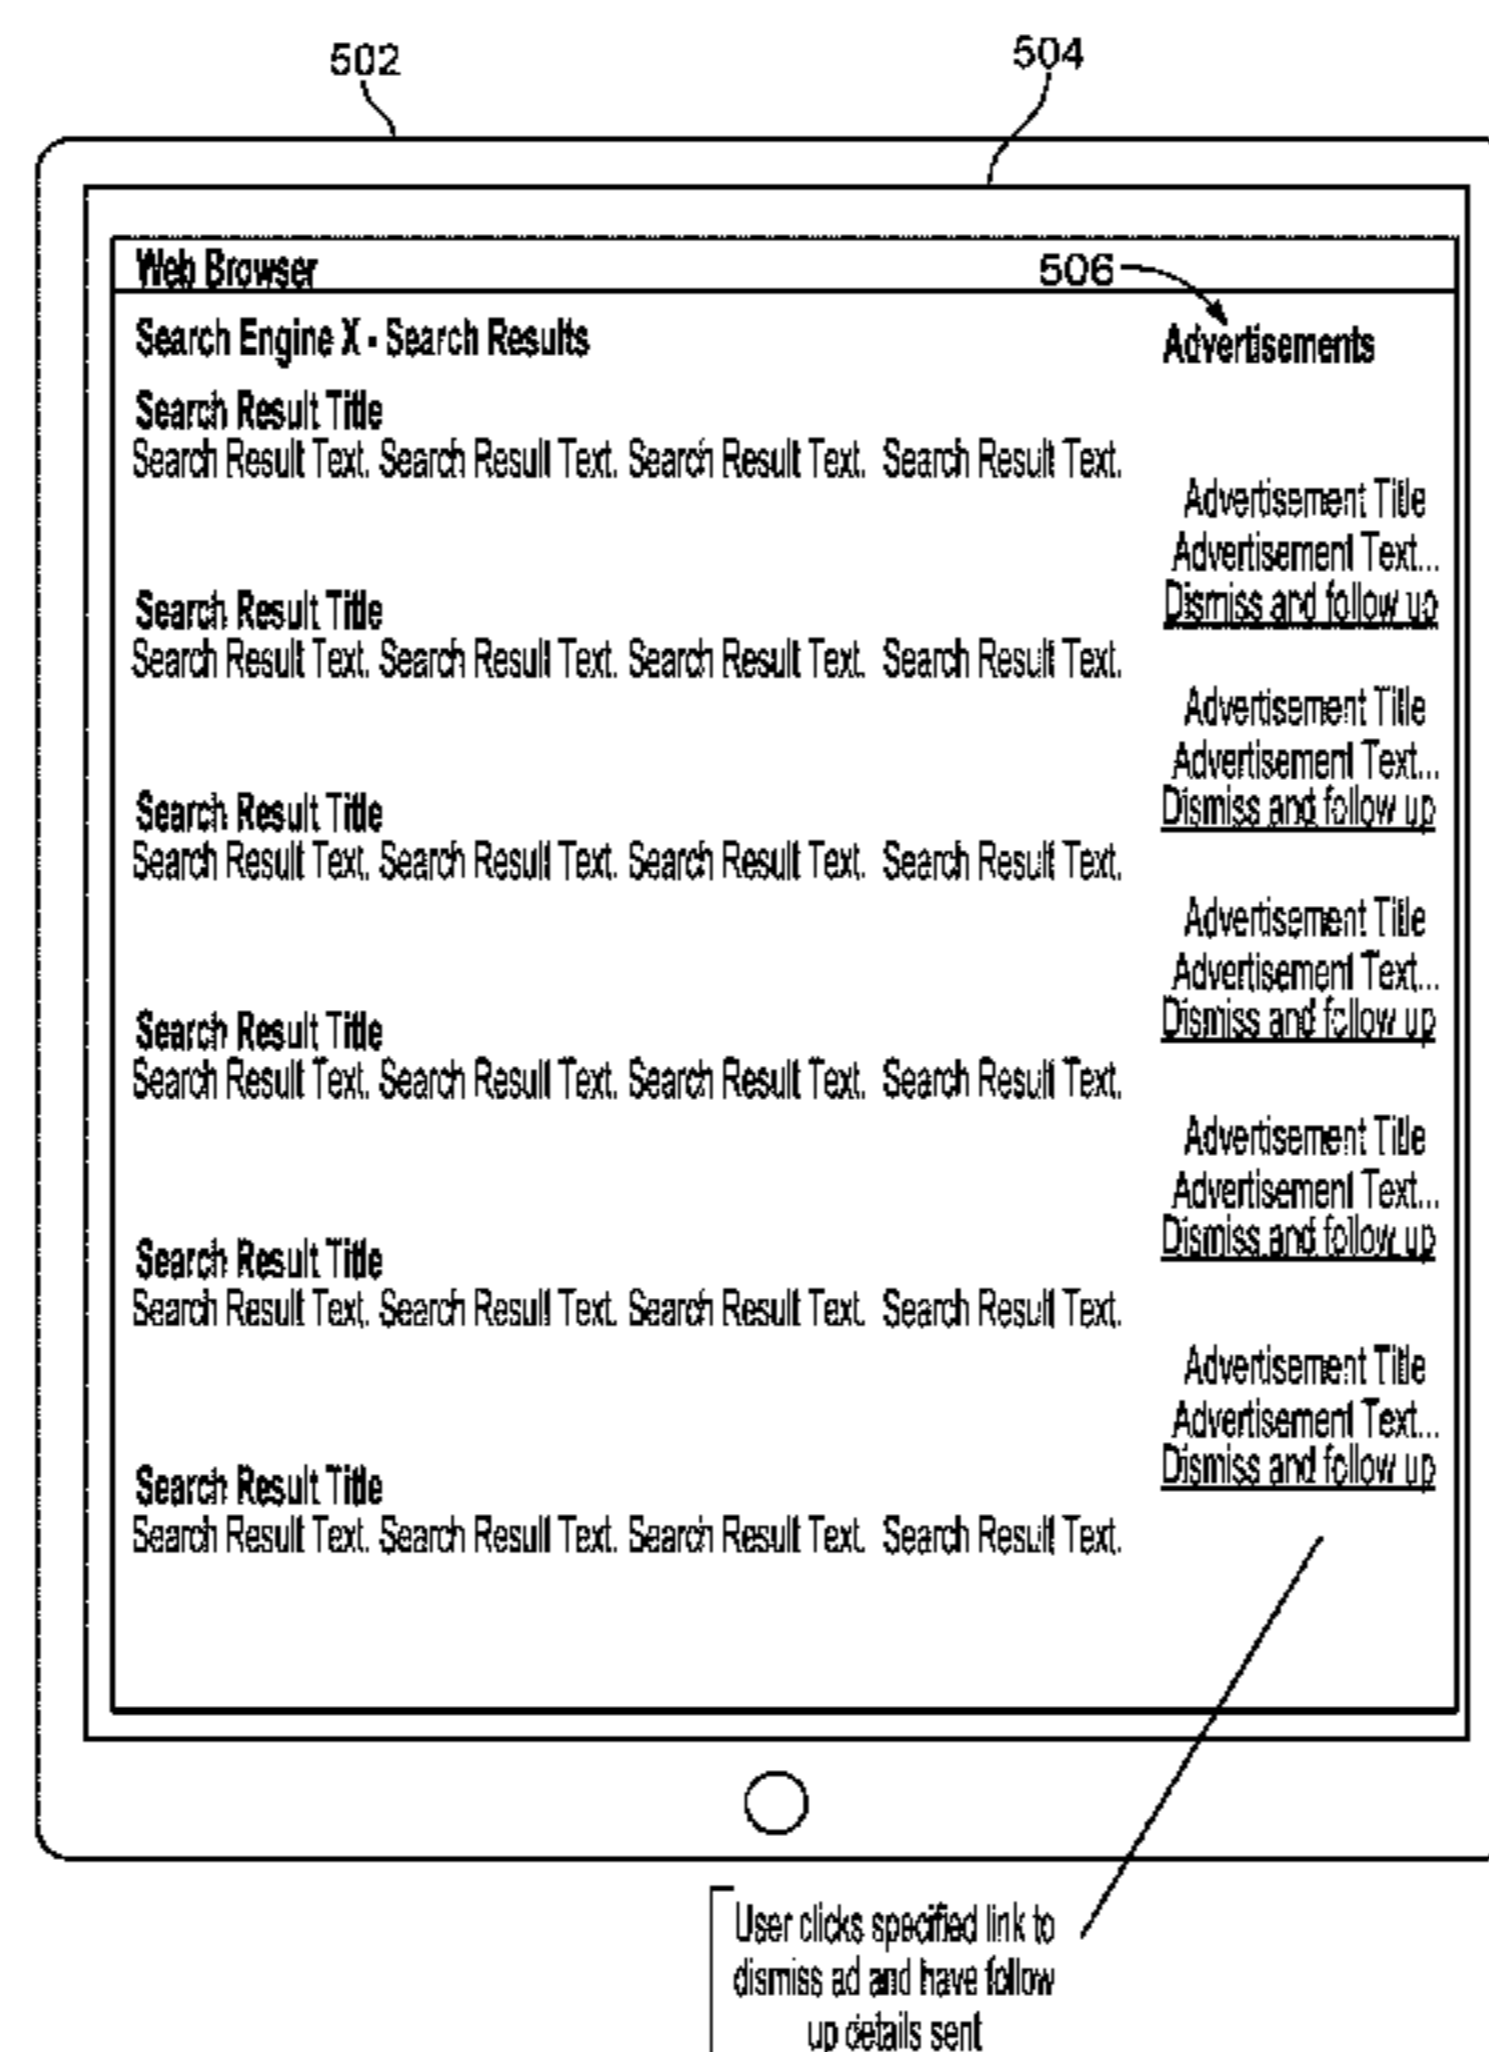 502
504
Web Browser
506
Search Engine X - Search Results
Advertisements
Search Result Title
Search Result Text. Search Result Text. Search Result Text. Search Result Text.
Advertisement Title
Advertisement Text...
Dismiss and follow up
Search Result Title
Search Result Text. Search Result Text. Search Result Text. Search Result Text.
Advertisement Title
Advertisement Text...
Dismiss and follow up
Search Result Title
Search Result Text. Search Result Text. Search Result Text. Search Result Text.
Advertisement Title
Advertisement Text...
Dismiss and follow up
Search Result Title
Search Result Text. Search Result Text. Search Result Text. Search Result Text.
Advertisement Title
Advertisement Text...
Dismiss and follow up
Search Result Title
Search Result Text. Search Result Text. Search Result Text. Search Result Text.
Advertisement Title
Advertisement Text...
Dismiss and follow up
Search Result Title
Search Result Text. Search Result Text. Search Result Text. Search Result Text.
User clicks specified link to
dismiss ad and have follow
up details sent